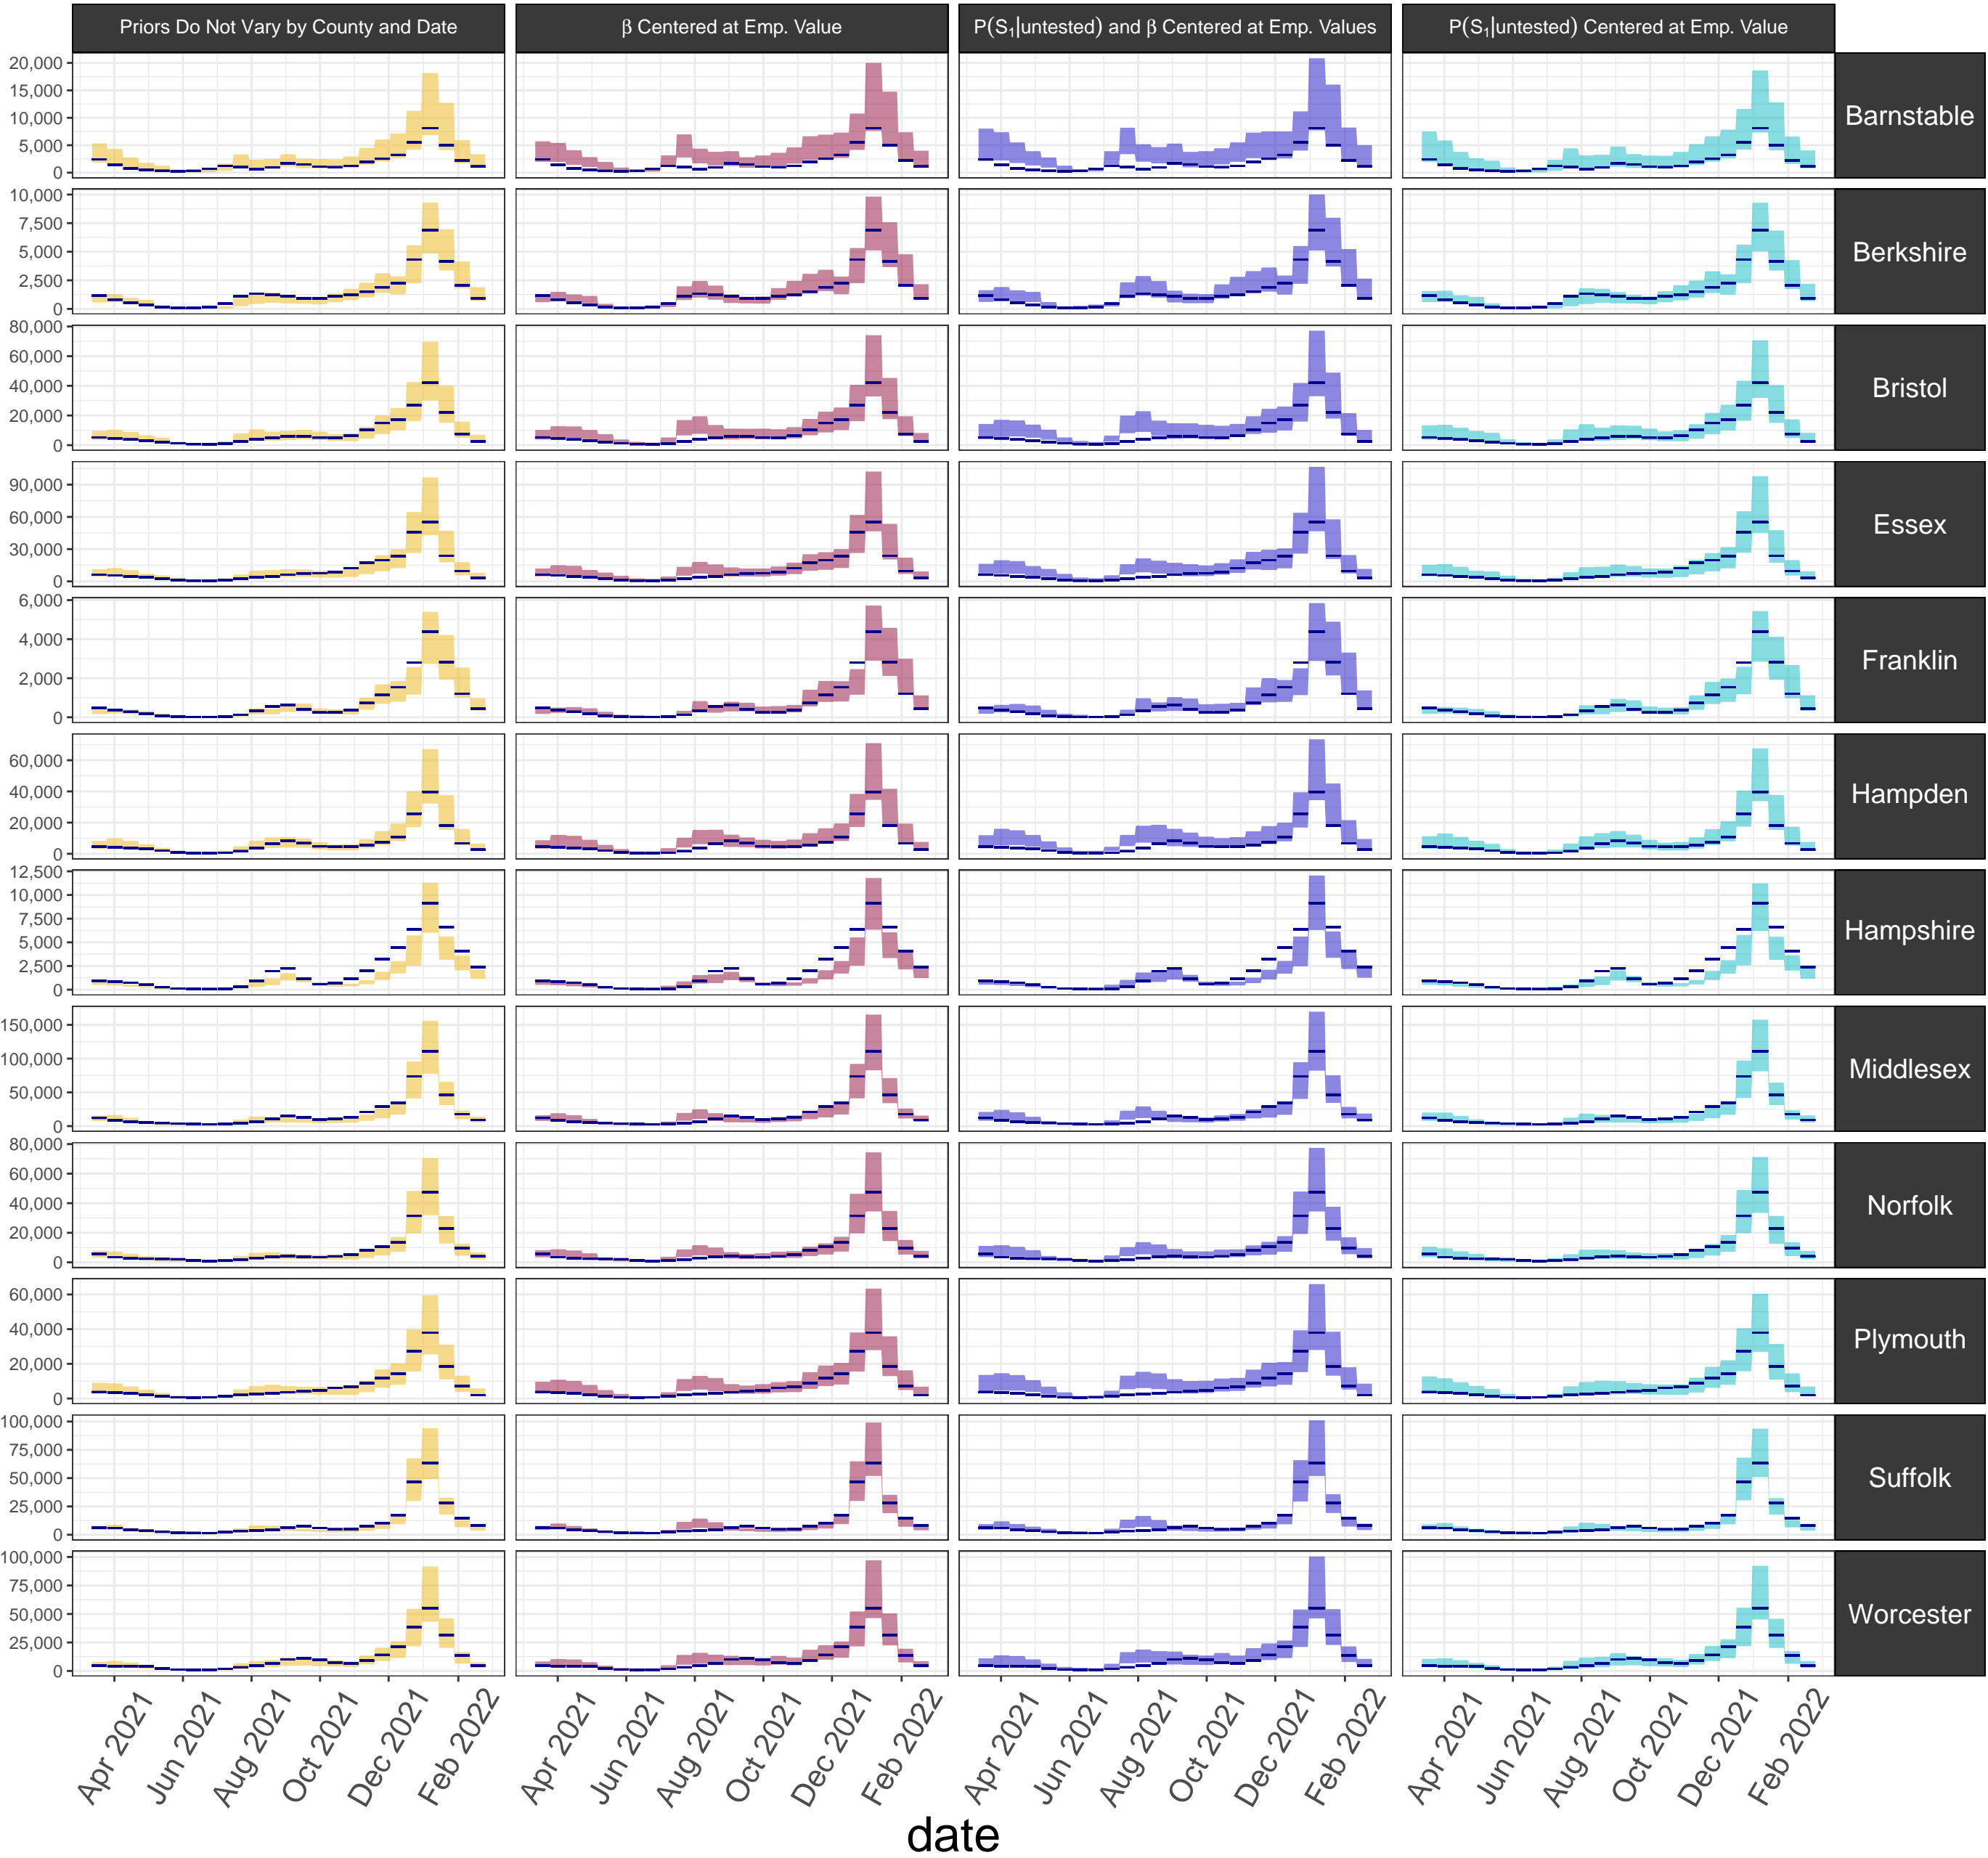 Priors Do Not Vary by County and Date
β Centered at Emp. Value
P(S₁|untested) and β Centered at Emp. Values
P(S₁|untested) Centered at Emp. Value
20,000
15,000
10,000
5,000
0
Barnstable
10,000
7,500
5,000
2,500
0
Berkshire
80,000
60,000
40,000
20,000
0
Bristol
90,000
60,000
30,000
0
Essex
6,000
4,000
2,000
0
Franklin
60,000
40,000
20,000
0
Hampden
12,500
10,000
7,500
5,000
2,500
0
Hampshire
150,000
100,000
50,000
0
Middlesex
80,000
60,000
40,000
20,000
0
Norfolk
60,000
40,000
20,000
0
Plymouth
100,000
75,000
50,000
25,000
0
Suffolk
100,000
75,000
50,000
25,000
0
Worcester
Apr 2021
Jun 2021
Aug 2021
Oct 2021
Dec 2021
Feb 2022
Apr 2021
Jun 2021
Aug 2021
Oct 2021
Dec 2021
Feb 2022
Apr 2021
Jun 2021
Aug 2021
Oct 2021
Dec 2021
Feb 2022
Apr 2021
Jun 2021
Aug 2021
Oct 2021
Dec 2021
Feb 2022
date